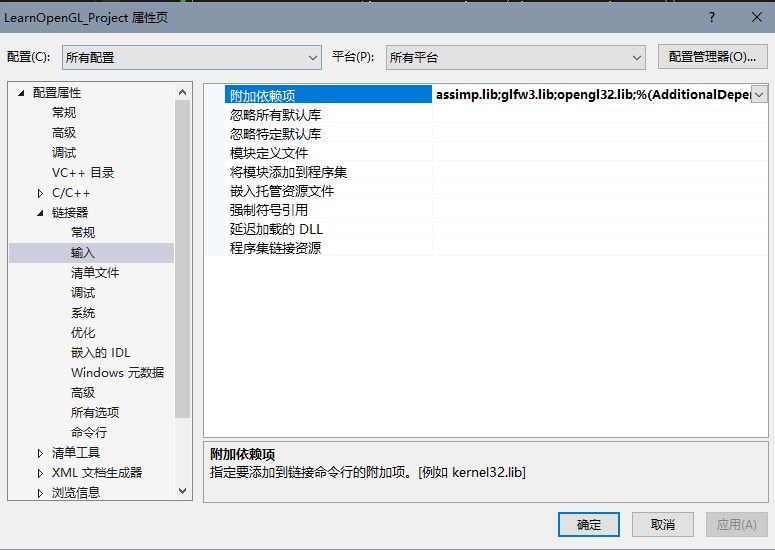 LearnOpenGL_Project 属性页
配置(C): 所有配置 平台(P): 所有平台 配置管理器(O)...
配置属性
常规
高级
调试
VC++ 目录
C/C++
链接器
常规
输入
清单文件
调试
系统
优化
嵌入的 IDL
Windows 元数据
高级
所有选项
命令行
清单工具
XML 文档生成器
浏览信息
附加依赖项 assimp.lib;glfw3.lib;opengl32.lib;%(AdditionalDeper
忽略所有默认库
忽略特定默认库
模块定义文件
将模块添加到程序集
嵌入托管资源文件
强制符号引用
延迟加载的 DLL
程序集链接资源
附加依赖项
指定要添加到链接命令行的附加项。[例如 kernel32.lib]
确定 取消 应用(A)